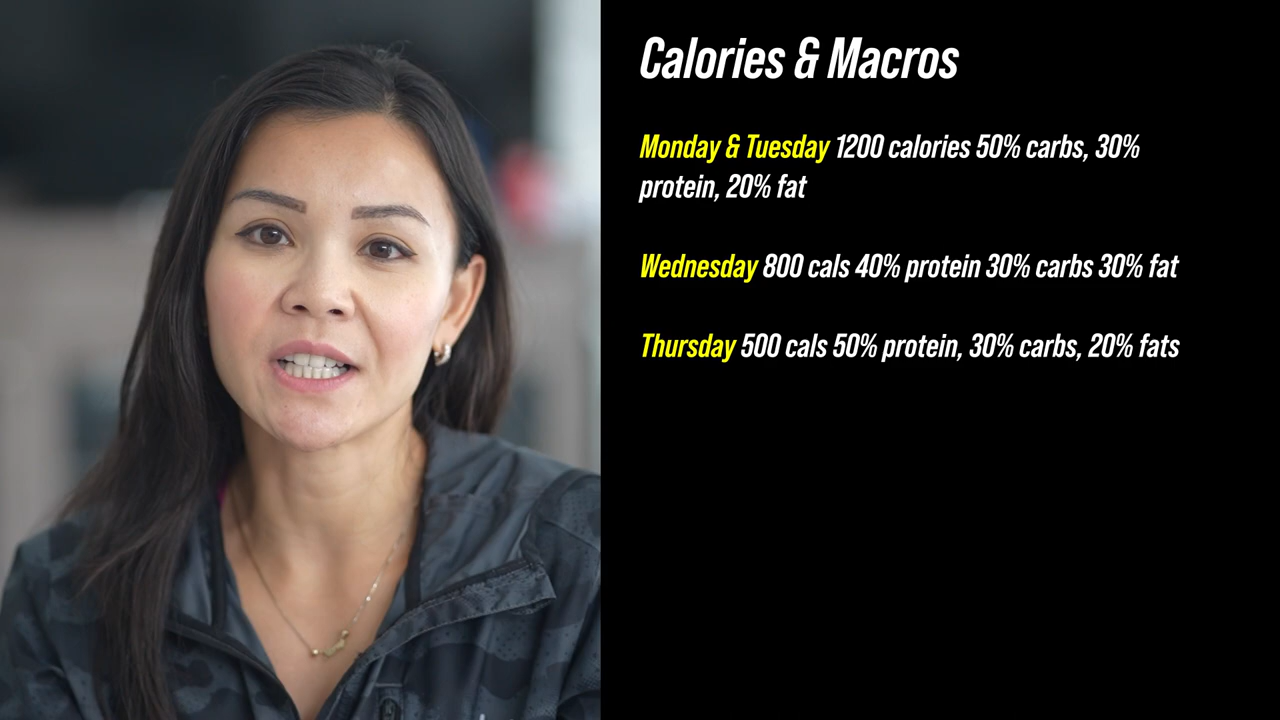 Calories & Macros
Monday & Tuesday 1200 calories 50% carbs, 30%
protein, 20% fat
Wednesday 800 cals 40% protein 30% carbs 30% fat
Thursday 500 cals 50% protein, 30% carbs, 20% fats